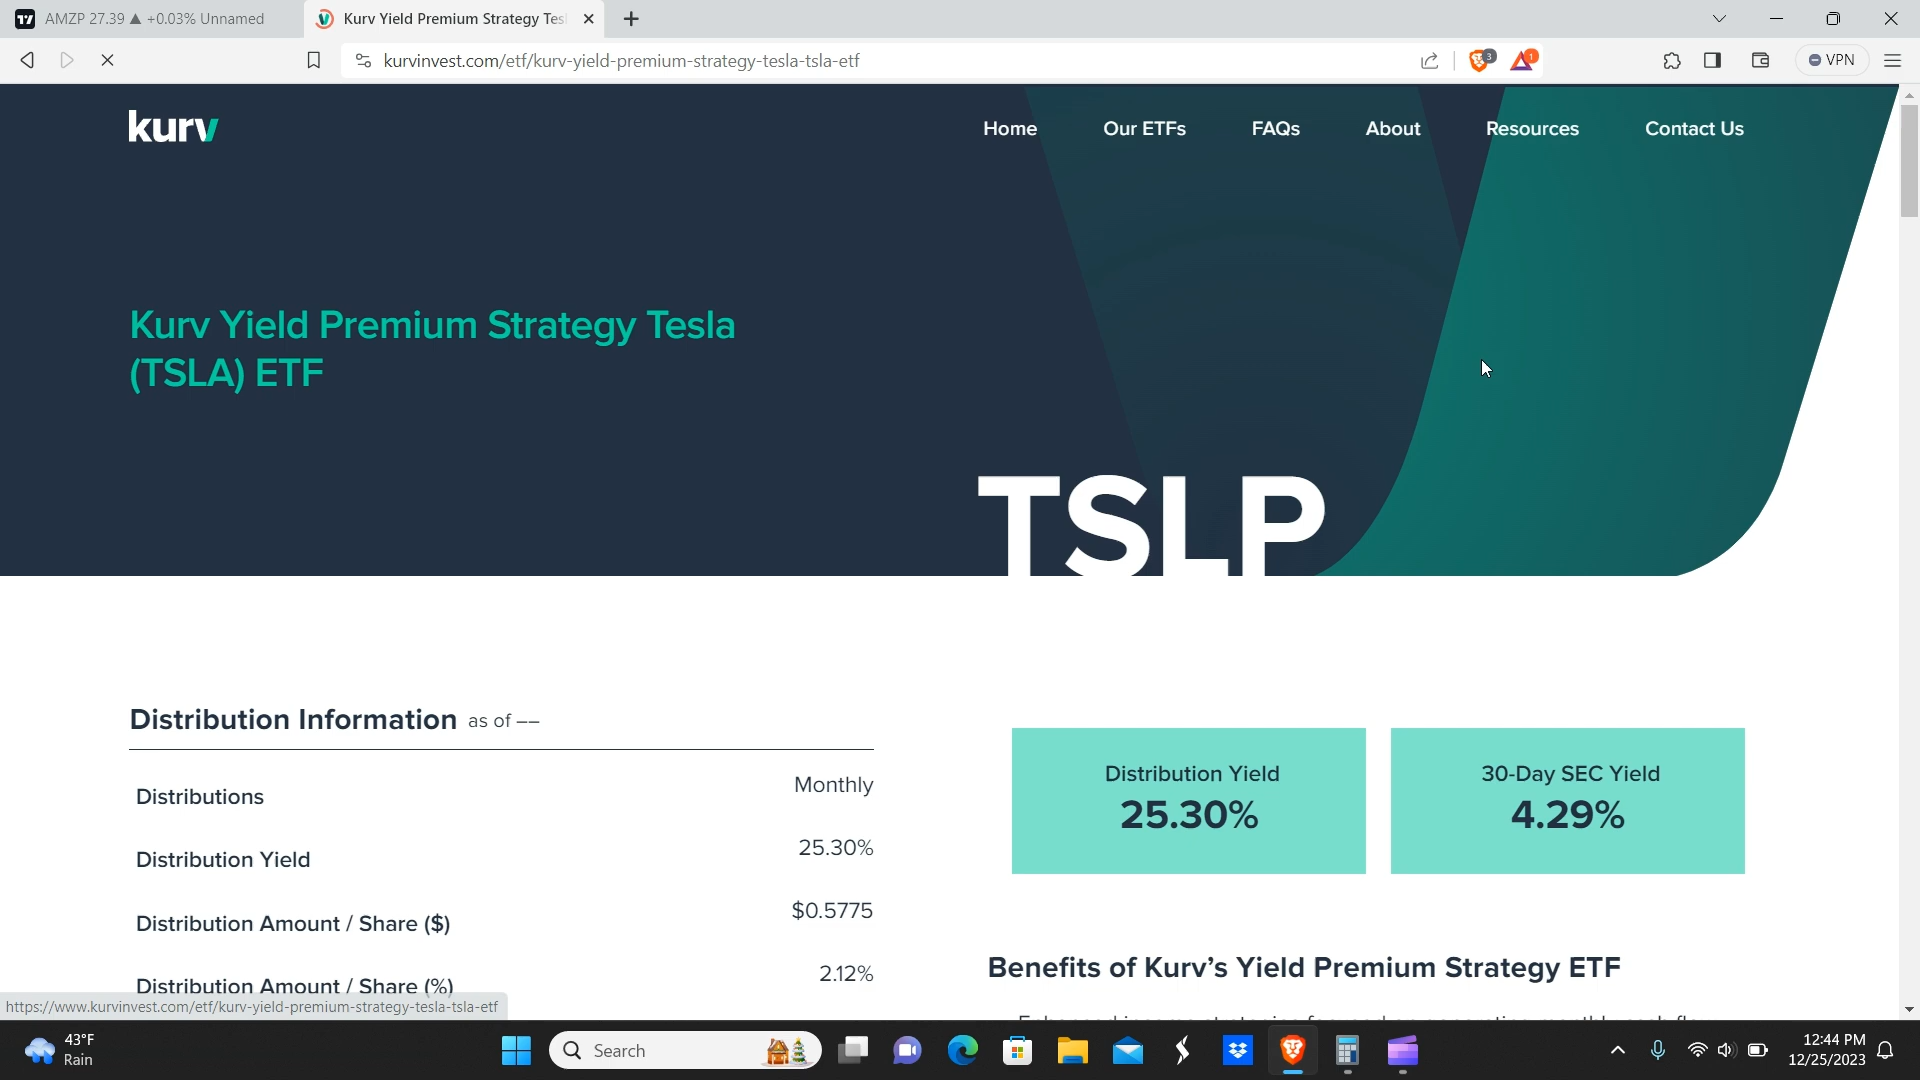 AMZP 27.39 ▲ +0.03% Unnamed
Kurv Yield Premium Strategy Tes
kurvinvest.com/etf/kurv-yield-premium-strategy-tesla-tsla-etf
3
1
VPN
kurv
Home
Our ETFs
FAQs
About
Resources
Contact Us
Kurv Yield Premium Strategy Tesla
(TSLA) ETF
TSLP
Distribution Information as of ––
Distributions
Monthly
Distribution Yield
25.30%
Distribution Amount / Share ($)
$0.5775
Distribution Amount / Share (%)
2.12%
Distribution Yield
25.30%
30-Day SEC Yield
4.29%
Benefits of Kurv’s Yield Premium Strategy ETF
https://www.kurvinvest.com/etf/kurv-yield-premium-strategy-tesla-tsla-etf
43°F
Rain
Search
12:44 PM
12/25/2023